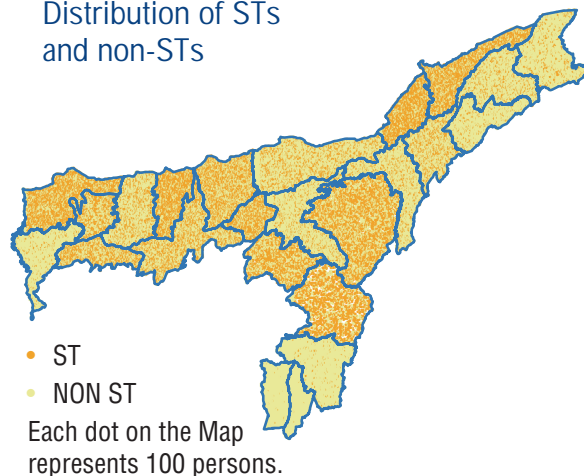 Distribution of STs
and non-STs
ST
NON ST
Each dot on the Map
represents 100 persons.